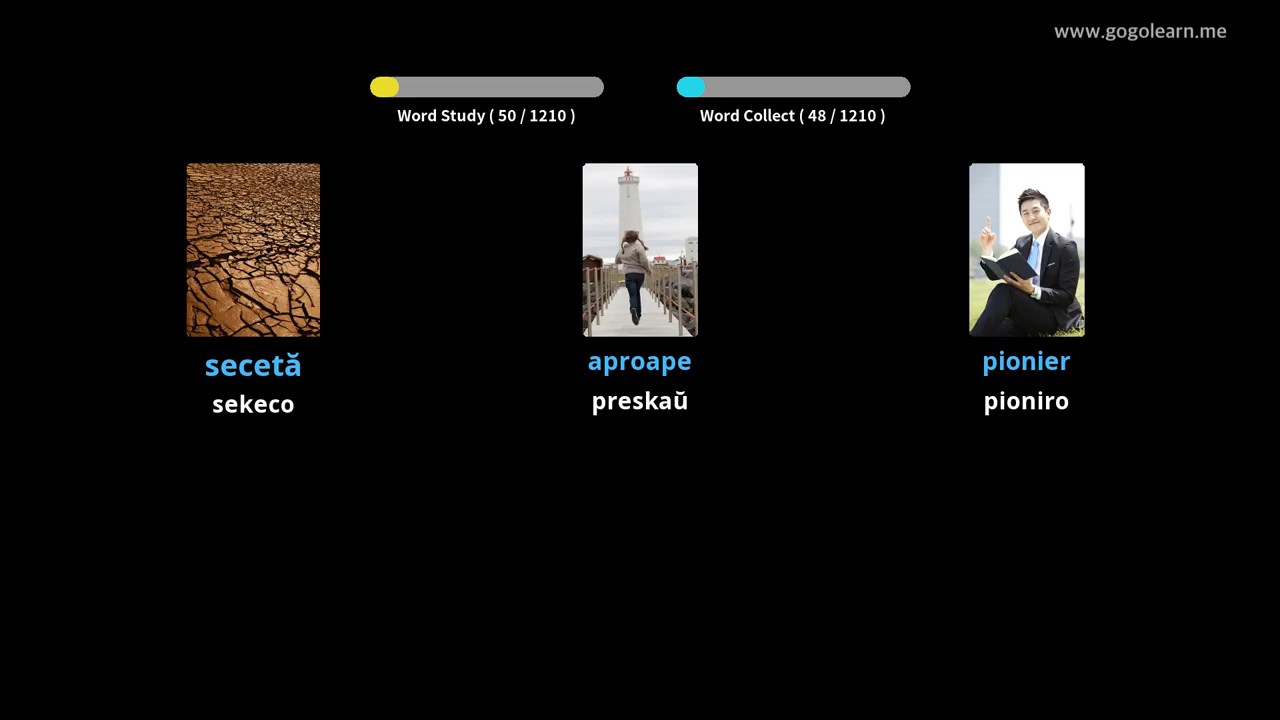 www.gogolearn.me
Word Study ( 50 / 1210 )
Word Collect ( 48 / 1210 )
secetă
aproape
pionier
sekeco
preskaŭ
pioniro